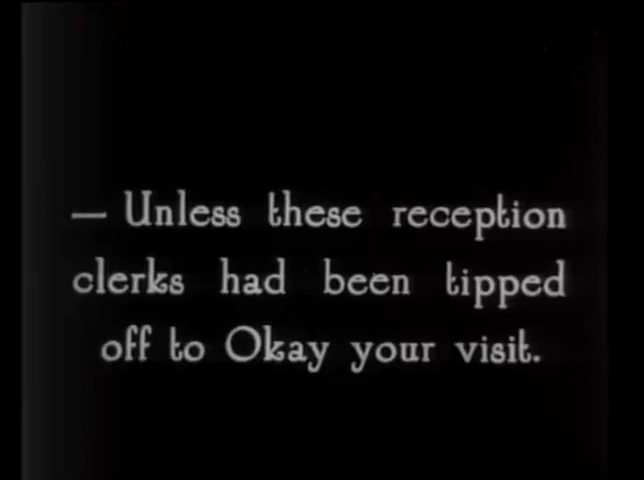 — Unless these reception
clerks had been tipped
off to Okay your visit.